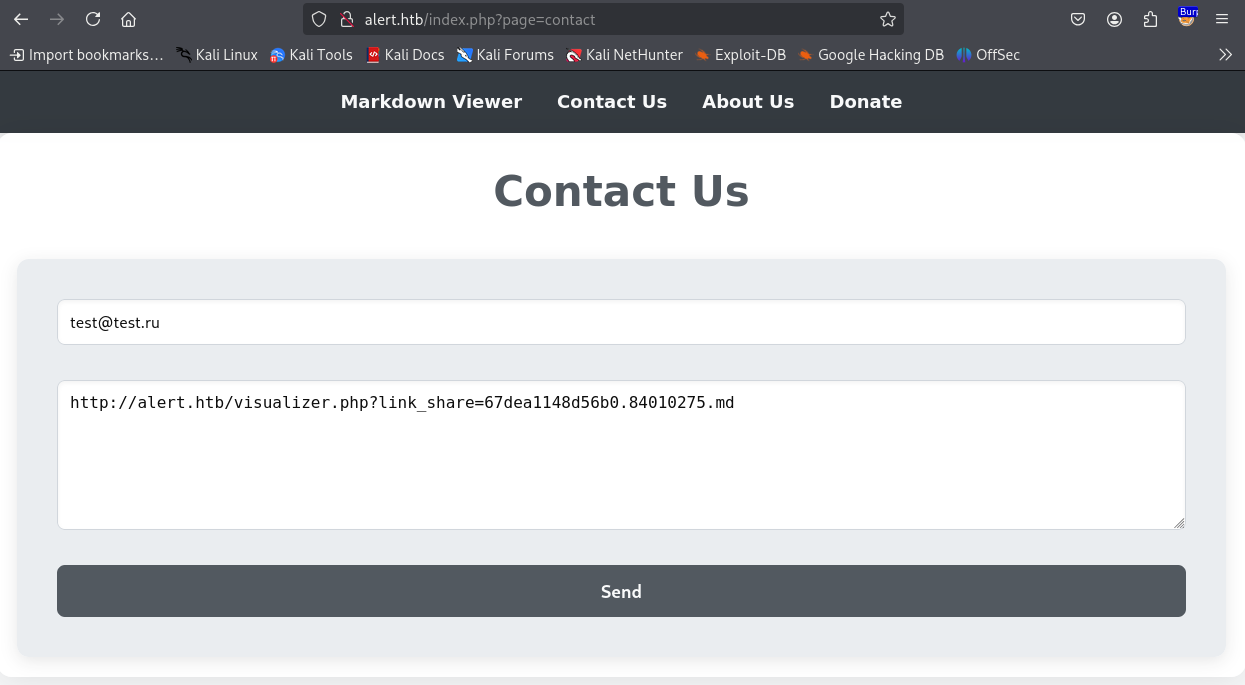 alert.htb/index.php?page=contact
Bur
Import bookmarks… Kali Linux Kali Tools Kali Docs Kali Forums Kali NetHunter Exploit-DB Google Hacking DB OffSec
Markdown Viewer Contact Us About Us Donate
Contact Us
test@test.ru
http://alert.htb/visualizer.php?link_share=67dea1148d56b0.84010275.md
Send